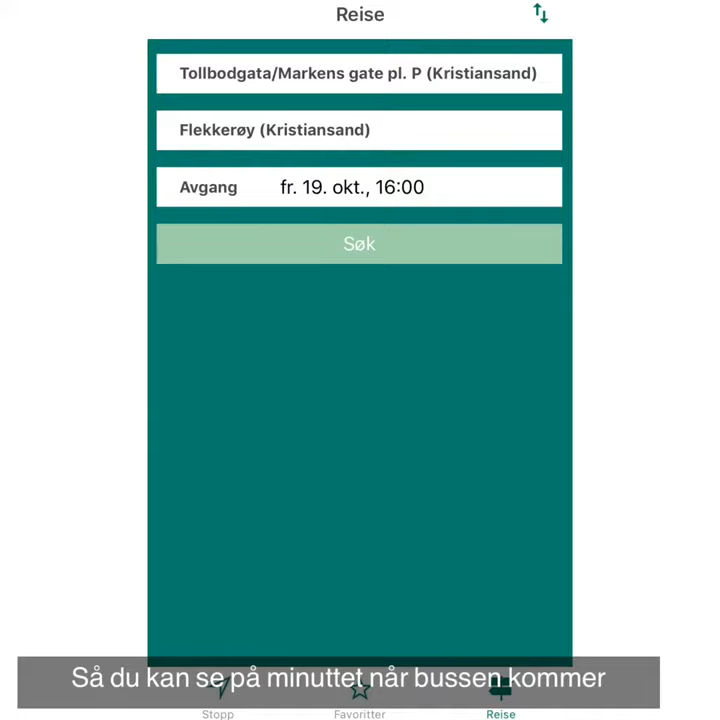 Reise
Tollbodgata/Markens gate pl. P (Kristiansand)
Flekkerøy (Kristiansand)
Avgang fr. 19. okt., 16:00
Søk
Så du kan se på minuttet når bussen kommer
Stopp Favoritter Reise